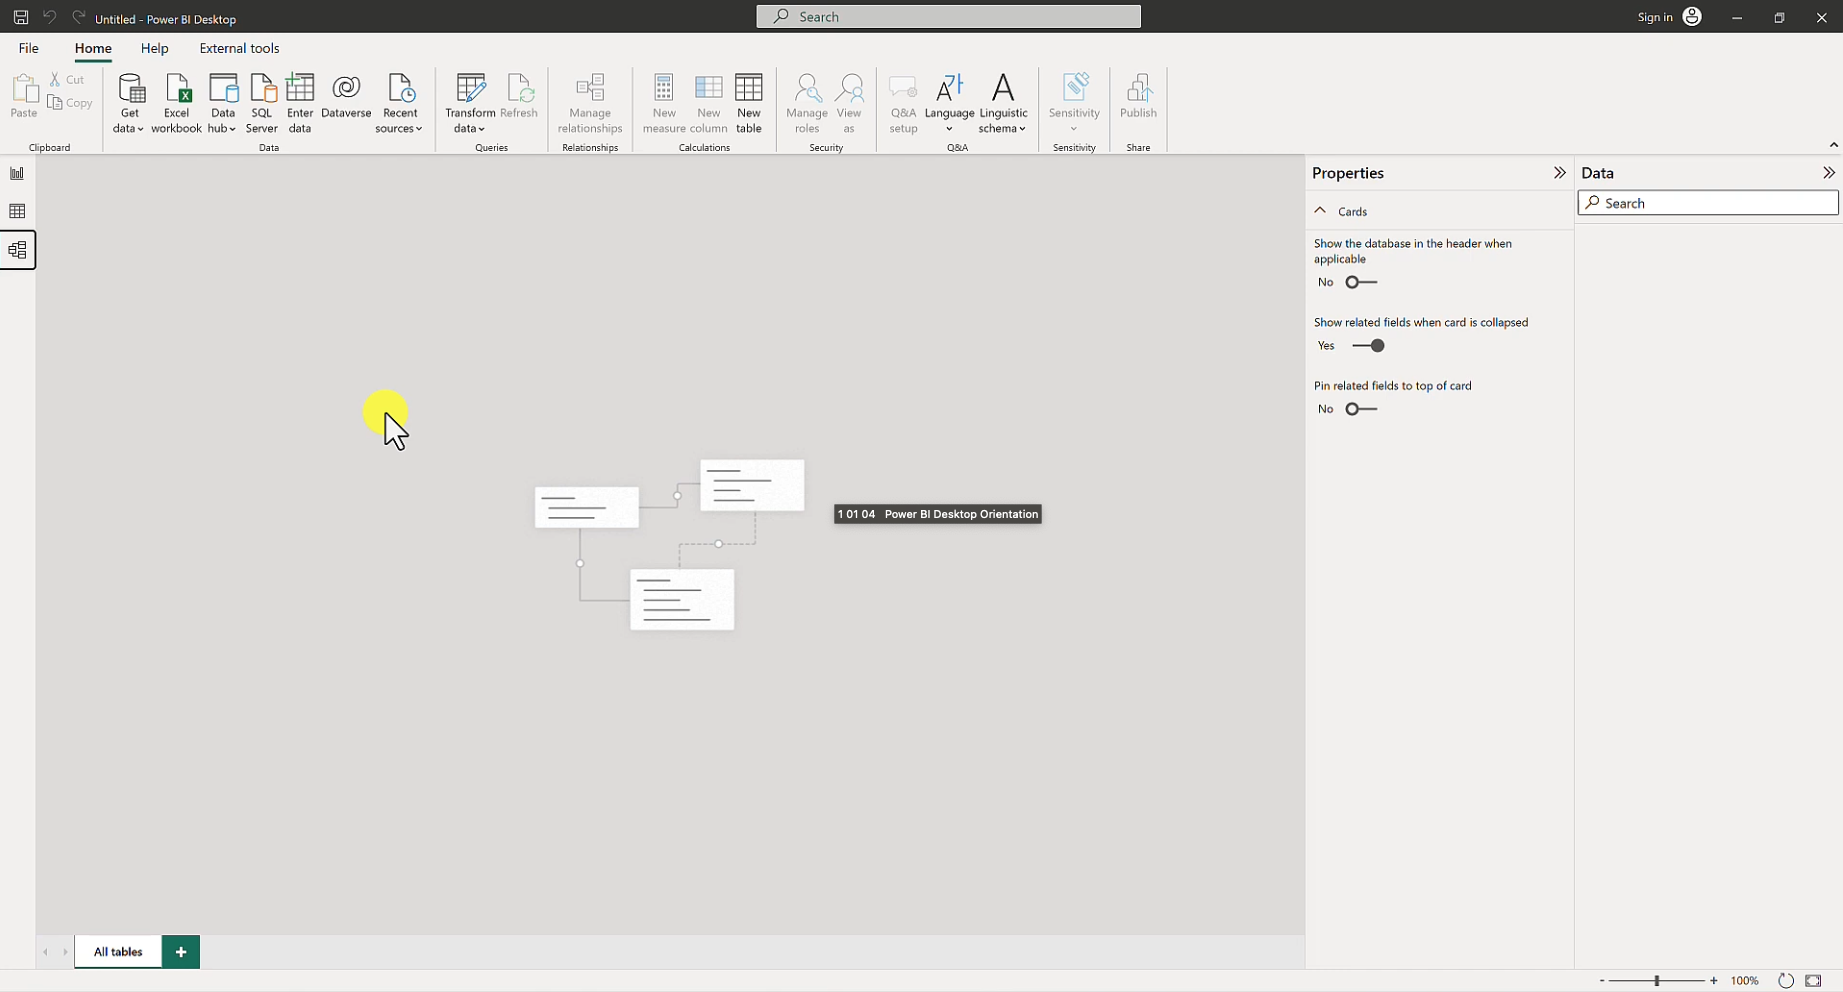 Untitled - Power BI Desktop
Search
Sign in
File
Home
Help
External tools
Paste
Cut
Copy
Clipboard
Get
data
Excel
workbook
Data
hub
SQL
Server
Enter
data
Dataverse
Recent
sources
Data
Transform
data
Refresh
Queries
Manage
relationships
Relationships
New
measure
New
column
New
table
Calculations
Manage
roles
View
as
Security
Q&A
setup
Language
Linguistic
schema
Q&A
Sensitivity
Sensitivity
Publish
Share
Properties
Cards
Show the database in the header when
applicable
No
Show related fields when card is collapsed
Yes
Pin related fields to top of card
No
Data
Search
1 01 04 Power BI Desktop Orientation
All tables
+
- + 100%